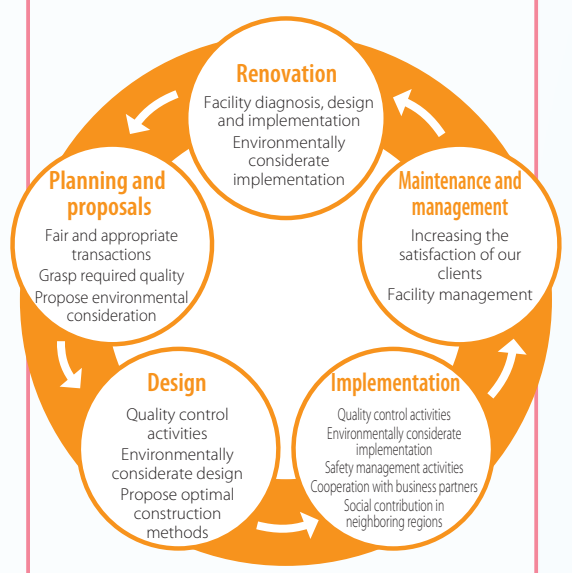 Renovation
Facility diagnosis, design
and implementation
Environmentally
considerate
implementation
Planning and
proposals
Fair and appropriate
transactions
Grasp required quality
Propose environmental
consideration
Design
Quality control
activities
Environmentally
considerate design
Propose optimal
construction
methods
Implementation
Quality control activities
Environmentally considerate
implementation
Safety management activities
Cooperation with business partners
Social contribution in
neighboring regions
Maintenance and
management
Increasing the
satisfaction of our
clients
Facility management